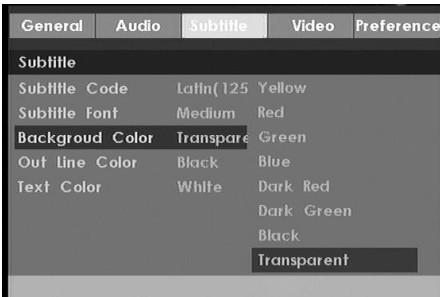 General Audio Subtitle Video Preference
Subtitle
Subtitle Code Latin(125 Yellow
Subtitle Font Medium Red
Backgroud Color Transpare Green
Out Line Color Black Blue
Text Color White Dark Red
Dark Green
Black
Transparent